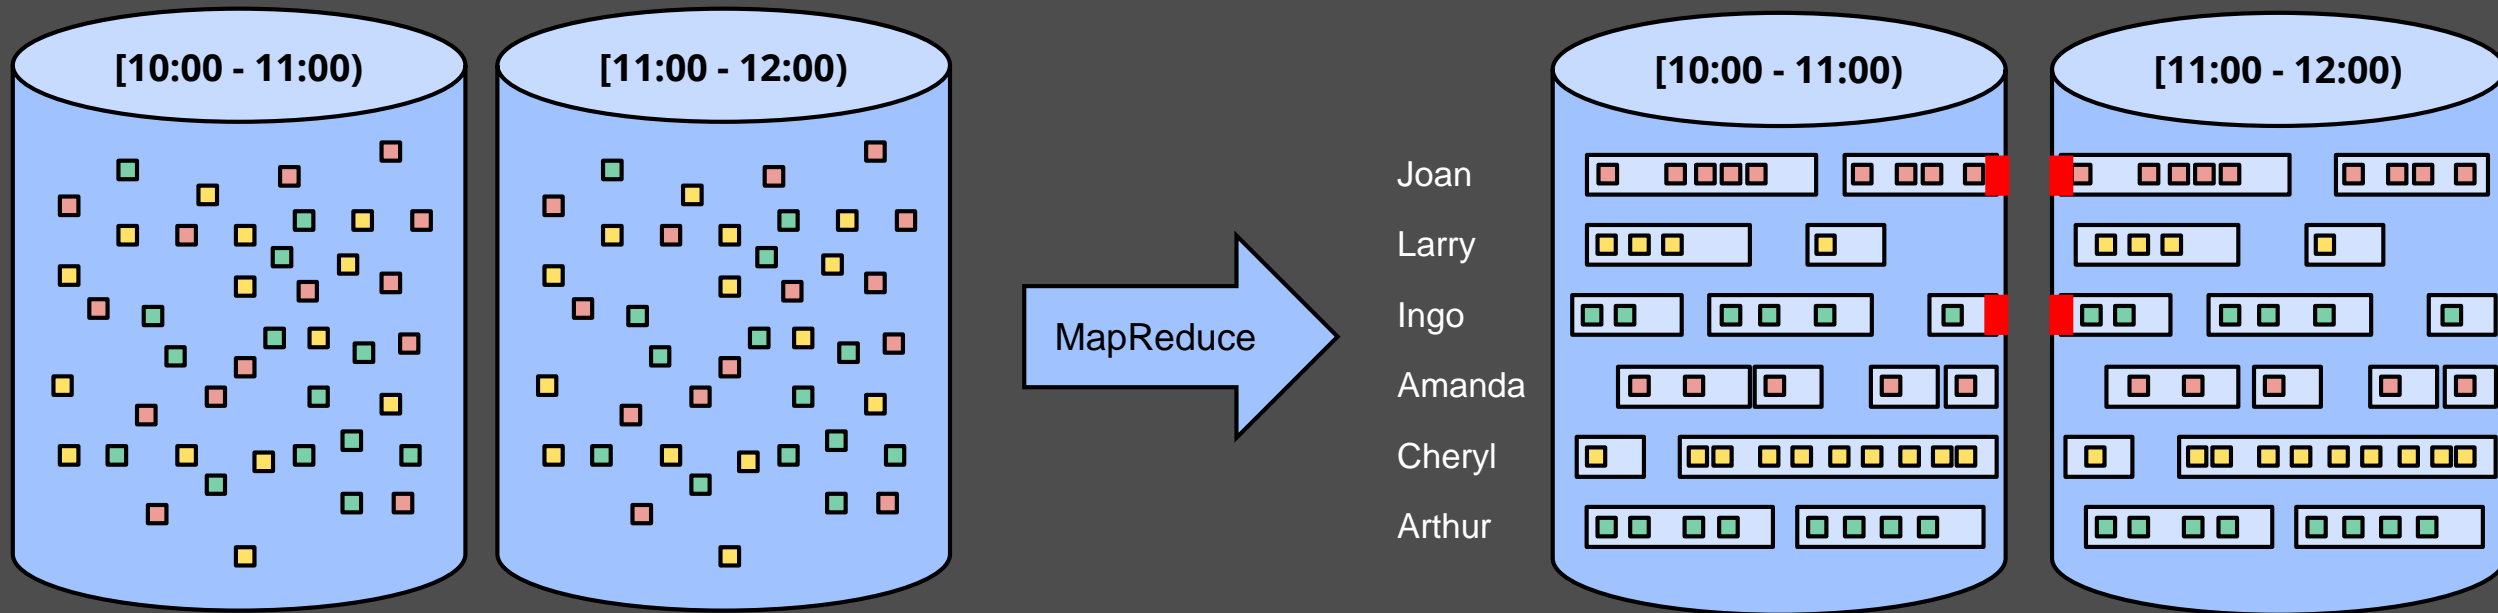 [10:00 - 11:00)
[11:00 - 12:00)
[10:00 - 11:00)
[11:00 - 12:00)
MapReduce
Joan
Larry
Ingo
Amanda
Cheryl
Arthur